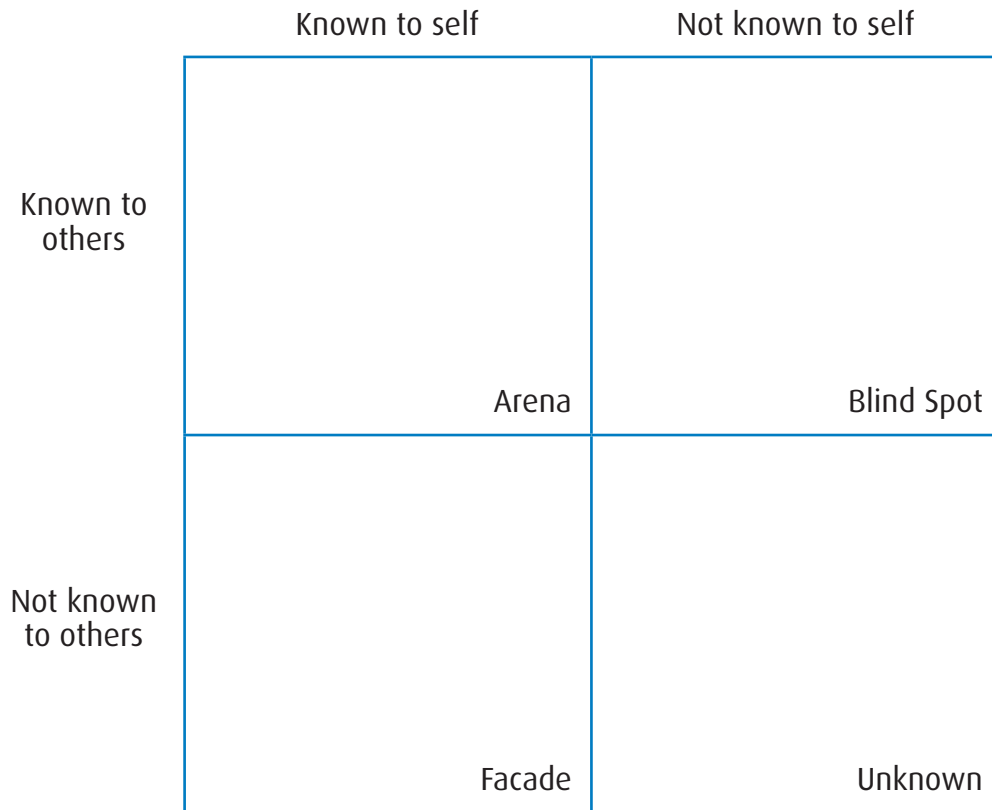 Known to self
Not known to self
Known to
others
Arena
Blind Spot
Not known
to others
Facade
Unknown